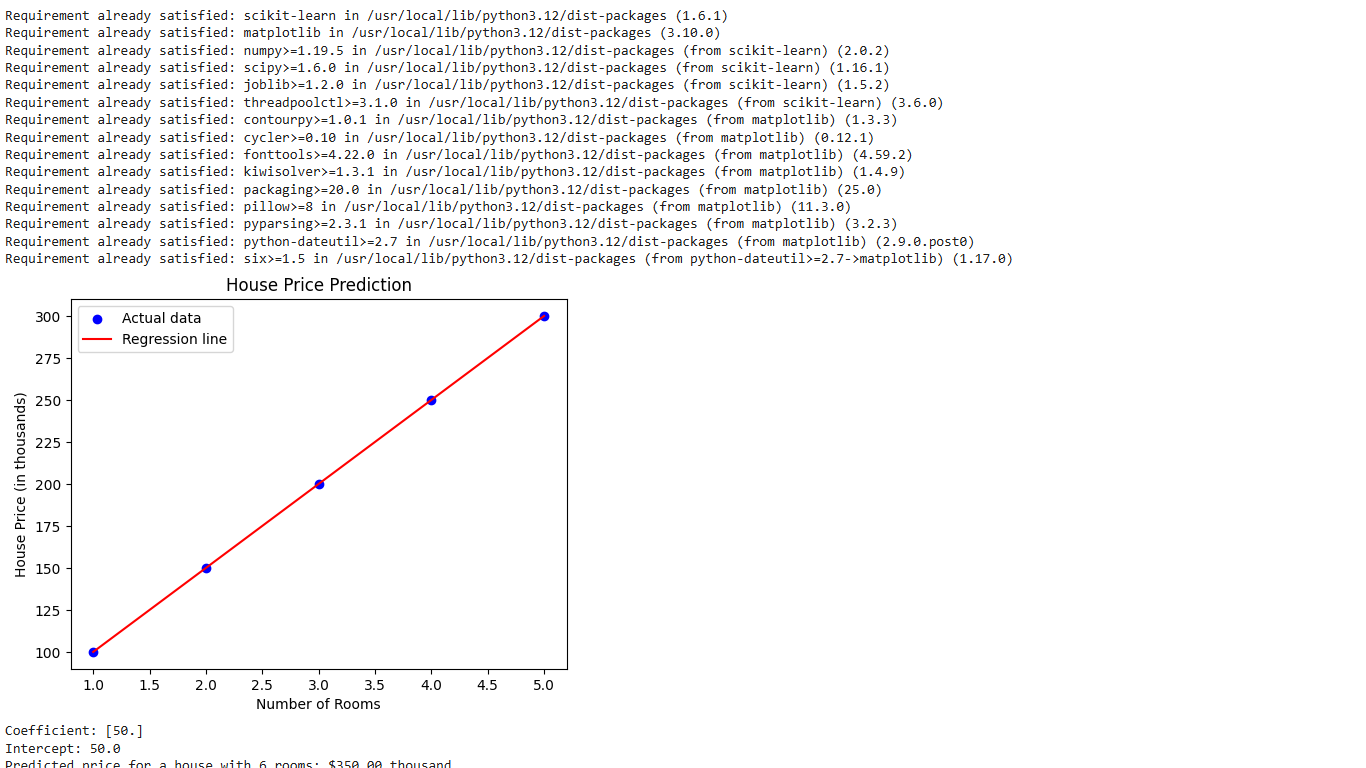 Requirement already satisfied: scikit-learn in /usr/local/lib/python3.12/dist-packages (1.6.1)
Requirement already satisfied: matplotlib in /usr/local/lib/python3.12/dist-packages (3.10.0)
Requirement already satisfied: numpy>=1.19.5 in /usr/local/lib/python3.12/dist-packages (from scikit-learn) (2.0.2)
Requirement already satisfied: scipy>=1.6.0 in /usr/local/lib/python3.12/dist-packages (from scikit-learn) (1.16.1)
Requirement already satisfied: joblib>=1.2.0 in /usr/local/lib/python3.12/dist-packages (from scikit-learn) (1.5.2)
Requirement already satisfied: threadpoolctl>=3.1.0 in /usr/local/lib/python3.12/dist-packages (from scikit-learn) (3.6.0)
Requirement already satisfied: contourpy>=1.0.1 in /usr/local/lib/python3.12/dist-packages (from matplotlib) (1.3.3)
Requirement already satisfied: cycler>=0.10 in /usr/local/lib/python3.12/dist-packages (from matplotlib) (0.12.1)
Requirement already satisfied: fonttools>=4.22.0 in /usr/local/lib/python3.12/dist-packages (from matplotlib) (4.59.2)
Requirement already satisfied: kiwisolver>=1.3.1 in /usr/local/lib/python3.12/dist-packages (from matplotlib) (1.4.9)
Requirement already satisfied: packaging>=20.0 in /usr/local/lib/python3.12/dist-packages (from matplotlib) (25.0)
Requirement already satisfied: pillow>=8 in /usr/local/lib/python3.12/dist-packages (from matplotlib) (11.3.0)
Requirement already satisfied: pyparsing>=2.3.1 in /usr/local/lib/python3.12/dist-packages (from matplotlib) (3.2.3)
Requirement already satisfied: python-dateutil>=2.7 in /usr/local/lib/python3.12/dist-packages (from matplotlib) (2.9.0.post0)
Requirement already satisfied: six>=1.5 in /usr/local/lib/python3.12/dist-packages (from python-dateutil>=2.7->matplotlib) (1.17.0)
House Price Prediction
Actual data
Regression line
House Price (in thousands)
300
275
250
225
200
175
150
125
100
1.0 1.5 2.0 2.5 3.0 3.5 4.0 4.5 5.0
Number of Rooms
Coefficient: [50.]
Intercept: 50.0
Predicted price for a house with 6 rooms: $350.00 thousand